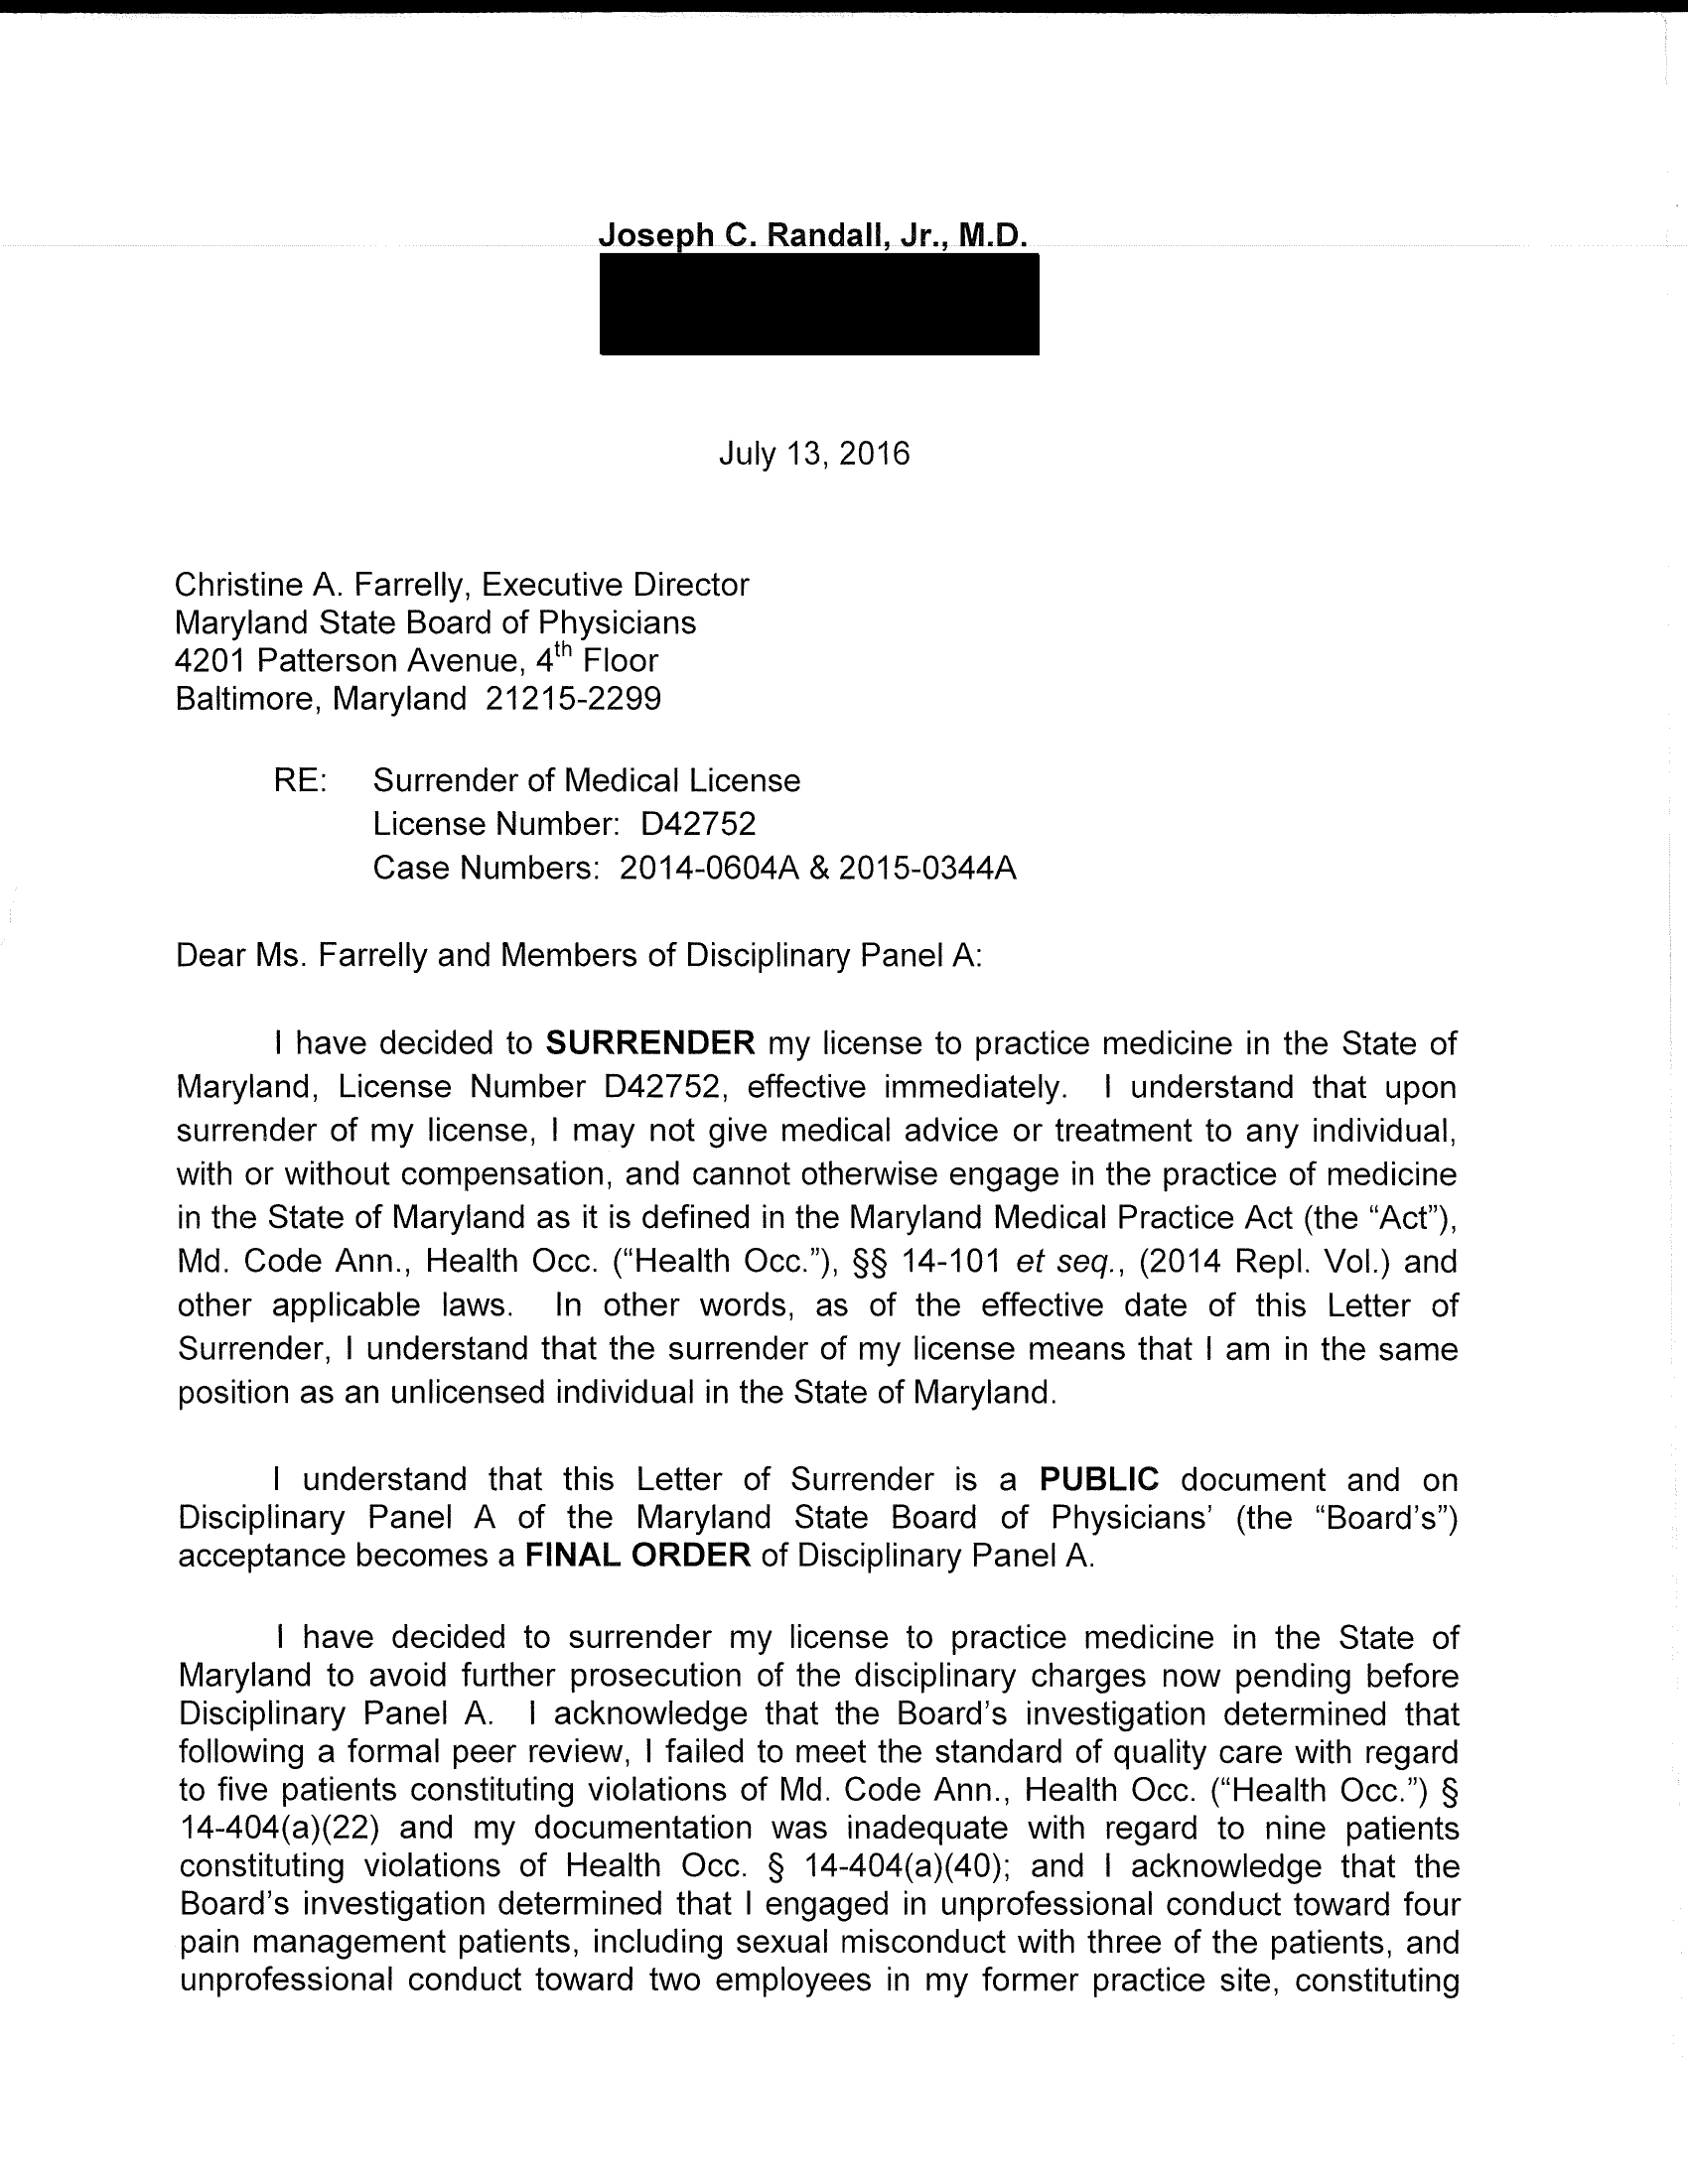 Joseph C. Randall, Jr., M.D.
July 13, 2016
Christine A. Farrelly, Executive Director
Maryland State Board of Physicians
4201 Patterson Avenue, 4th Floor
Baltimore, Maryland 21215-2299
RE: Surrender of Medical License
License Number: D42752
Case Numbers: 2014-0604A & 2015-0344A
Dear Ms. Farrelly and Members of Disciplinary Panel A:
I have decided to SURRENDER my license to practice medicine in the State of
Maryland, License Number D42752, effective immediately. I understand that upon
surrender of my license, I may not give medical advice or treatment to any individual,
with or without compensation, and cannot otherwise engage in the practice of medicine
in the State of Maryland as it is defined in the Maryland Medical Practice Act (the “Act”),
Md. Code Ann., Health Occ. (“Health Occ.”), §§ 14-101 et seq., (2014 Repl. Vol.) and
other applicable laws. In other words, as of the effective date of this Letter of
Surrender, I understand that the surrender of my license means that I am in the same
position as an unlicensed individual in the State of Maryland.
I understand that this Letter of Surrender is a PUBLIC document and on
Disciplinary Panel A of the Maryland State Board of Physicians’ (the “Board’s”)
acceptance becomes a FINAL ORDER of Disciplinary Panel A.
I have decided to surrender my license to practice medicine in the State of
Maryland to avoid further prosecution of the disciplinary charges now pending before
Disciplinary Panel A. I acknowledge that the Board’s investigation determined that
following a formal peer review, I failed to meet the standard of quality care with regard
to five patients constituting violations of Md. Code Ann., Health Occ. (“Health Occ.”) §
14-404(a)(22) and my documentation was inadequate with regard to nine patients
constituting violations of Health Occ. § 14-404(a)(40); and I acknowledge that the
Board’s investigation determined that I engaged in unprofessional conduct toward four
pain management patients, including sexual misconduct with three of the patients, and
unprofessional conduct toward two employees in my former practice site, constituting